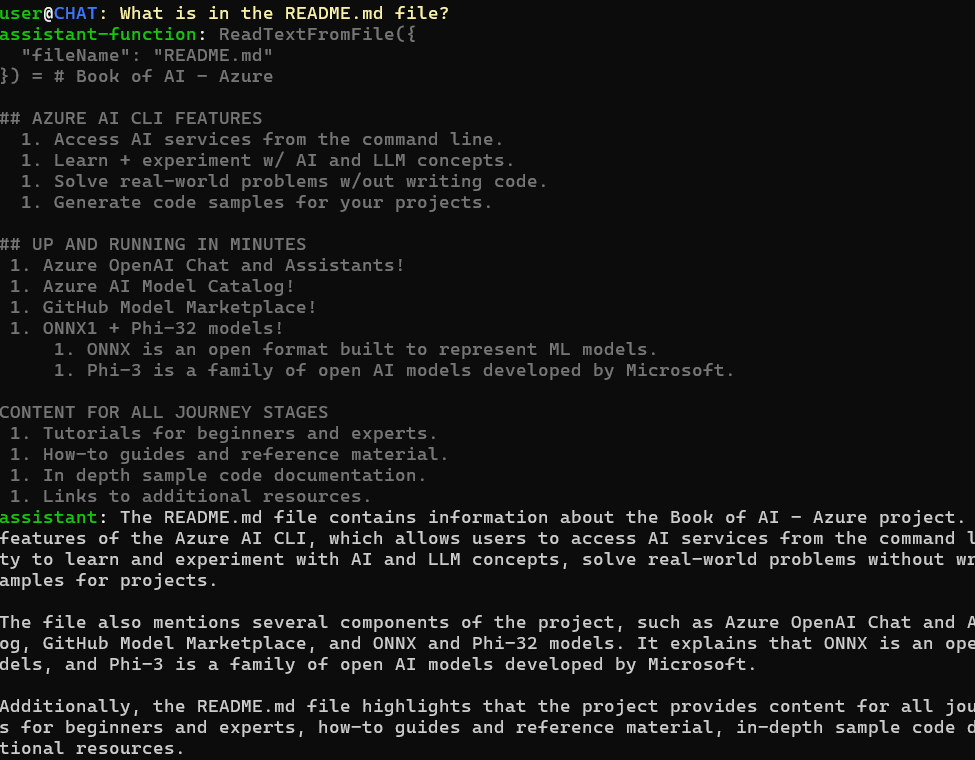 user@CHAT: What is in the README.md file?
assistant-function: ReadTextFromFile({
  "fileName": "README.md"
}) = # Book of AI - Azure

## AZURE AI CLI FEATURES
  1. Access AI services from the command line.
  1. Learn + experiment w/ AI and LLM concepts.
  1. Solve real-world problems w/out writing code.
  1. Generate code samples for your projects.

## UP AND RUNNING IN MINUTES
 1. Azure OpenAI Chat and Assistants!
 1. Azure AI Model Catalog!
 1. GitHub Model Marketplace!
 1. ONNX1 + Phi-32 models!
     1. ONNX is an open format built to represent ML models.
     1. Phi-3 is a family of open AI models developed by Microsoft.

CONTENT FOR ALL JOURNEY STAGES
 1. Tutorials for beginners and experts.
 1. How-to guides and reference material.
 1. In depth sample code documentation.
 1. Links to additional resources.
assistant: The README.md file contains information about the Book of AI - Azure project.
features of the Azure AI CLI, which allows users to access AI services from the command l
ty to learn and experiment with AI and LLM concepts, solve real-world problems without wr
amples for projects.

The file also mentions several components of the project, such as Azure OpenAI Chat and A
og, GitHub Model Marketplace, and ONNX and Phi-32 models. It explains that ONNX is an ope
dels, and Phi-3 is a family of open AI models developed by Microsoft.

Additionally, the README.md file highlights that the project provides content for all jou
s for beginners and experts, how-to guides and reference material, in-depth sample code d
tional resources.